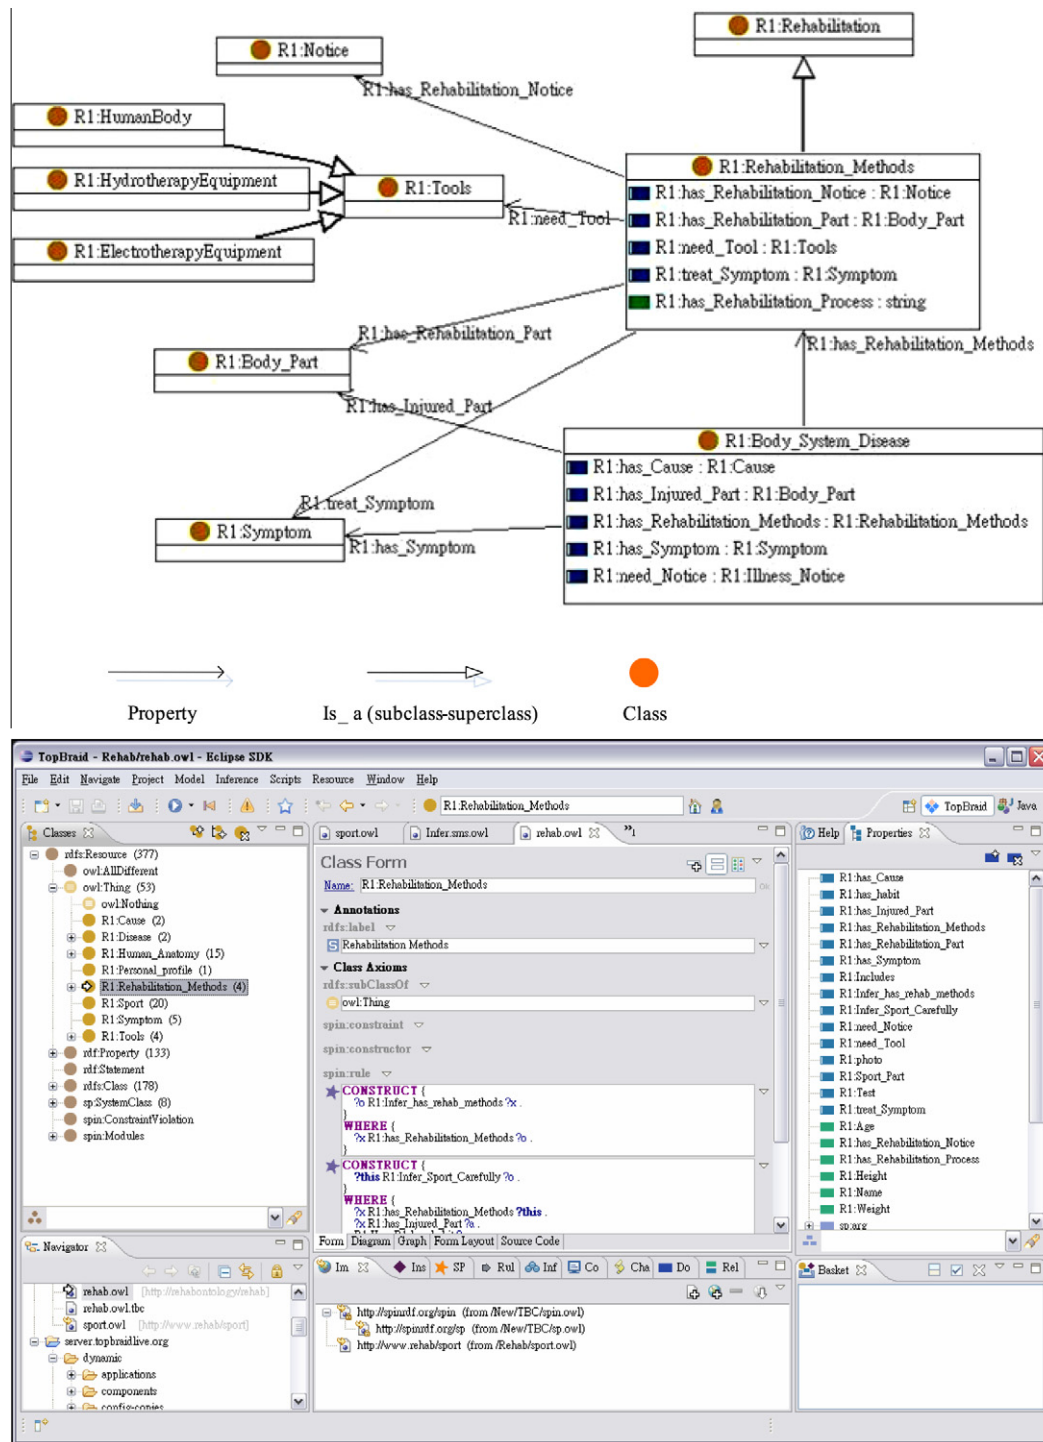 R1:Rehabilitation
R1:Notice
R1:has_Rehabilitation_Notice
R1:HumanBody
R1:HydrotherapyEquipment
R1:ElectrotherapyEquipment
R1:Tools
R1:need_Tool
R1:Rehabilitation_Methods
R1:has_Rehabilitation_Notice : R1:Notice
R1:has_Rehabilitation_Part : R1:Body_Part
R1:need_Tool : R1:Tools
R1:treat_Symptom : R1:Symptom
R1:has_Rehabilitation_Process : string
R1:has_Rehabilitation_Part
R1:has_Rehabilitation_Methods
R1:Body_Part
R1:has_Injured_Part
R1:Body_System_Disease
R1:has_Cause : R1:Cause
R1:has_Injured_Part : R1:Body_Part
R1:has_Rehabilitation_Methods : R1:Rehabilitation_Methods
R1:has_Symptom : R1:Symptom
R1:need_Notice : R1:Illness_Notice
R1:treat_Symptom
R1:Symptom
R1:has_Symptom
Property
Is_ a (subclass-superclass)
Class
TopBraid - Rehab/rehab.owl - Eclipse SDK
File Edit Navigate Project Model Inference Scripts Resource Window Help
R1:Rehabilitation_Methods
TopBraid Java
Classes
rdfs:Resource (377)
owl:AllDifferent
owl:Thing (53)
owl:Nothing
R1:Cause (2)
R1:Disease (2)
R1:Human_Anatomy (15)
R1:Personal_profile (1)
R1:Rehabilitation_Methods (4)
R1:Sport (20)
R1:Symptom (5)
R1:Tools (4)
rdf:Property (133)
rdf:Statement
rdfs:Class (178)
sp:SystemClass (8)
spin:ConstraintViolation
spin:Modules
Navigator
rehab.owl [http://rehabontology/rehab]
rehab.owl.tbc
sport.owl [http://www.rehab/sport]
server.topbraidlive.org
dynamic
applications
components
config-copies
sport.owl Infer.sms.owl rehab.owl »1
Class Form
Name: R1:Rehabilitation_Methods
Annotations
rdfs:label
S Rehabilitation Methods
Class Axioms
rdfs:subClassOf
owl:Thing
spin:constraint
spin:constructor
spin:rule
CONSTRUCT {
?o R1:Infer_has_rehab_methods ?x .
}
WHERE {
?x R1:has_Rehabilitation_Methods ?o .
}
CONSTRUCT {
?this R1:Infer_Sport_Carefully ?o .
}
WHERE {
?x R1:has_Rehabilitation_Methods ?this .
?x R1:has_Injured_Part ?a .
Form Diagram Graph Form Layout Source Code
Im Ins SP Rul Inf Co Cha Do Rel
http://spinrdf.org/spin (from /New/TBC/spin.owl)
http://spinrdf.org/sp (from /New/TBC/sp.owl)
http://www.rehab/sport (from /Rehab/sport.owl)
Help Properties
R1:has_Cause
R1:has_habit
R1:has_Injured_Part
R1:has_Rehabilitation_Methods
R1:has_Rehabilitation_Part
R1:has_Symptom
R1:Includes
R1:Infer_has_rehab_methods
R1:Infer_Sport_Carefully
R1:need_Notice
R1:need_Tool
R1:photo
R1:Sport_Part
R1:Test
R1:treat_Symptom
R1:Age
R1:has_Rehabilitation_Notice
R1:has_Rehabilitation_Process
R1:Height
R1:Name
R1:Weight
sp:arg
Basket